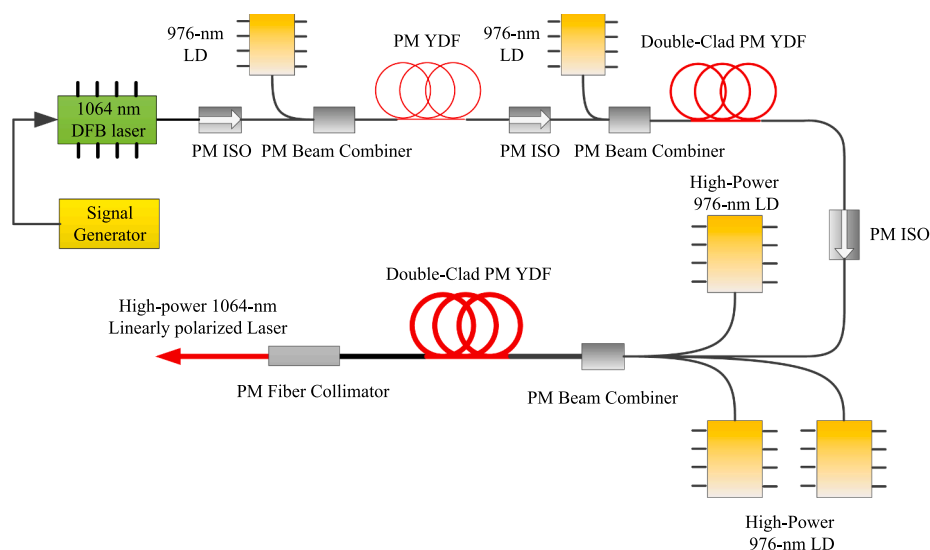 976-nm
LD
PM YDF
976-nm
LD
Double-Clad PM YDF
1064 nm
DFB laser
PM ISO
PM Beam Combiner
PM ISO
PM Beam Combiner
Signal
Generator
High-Power
976-nm LD
PM ISO
Double-Clad PM YDF
High-power 1064-nm
Linearly polarized Laser
PM Fiber Collimator
PM Beam Combiner
High-Power
976-nm LD